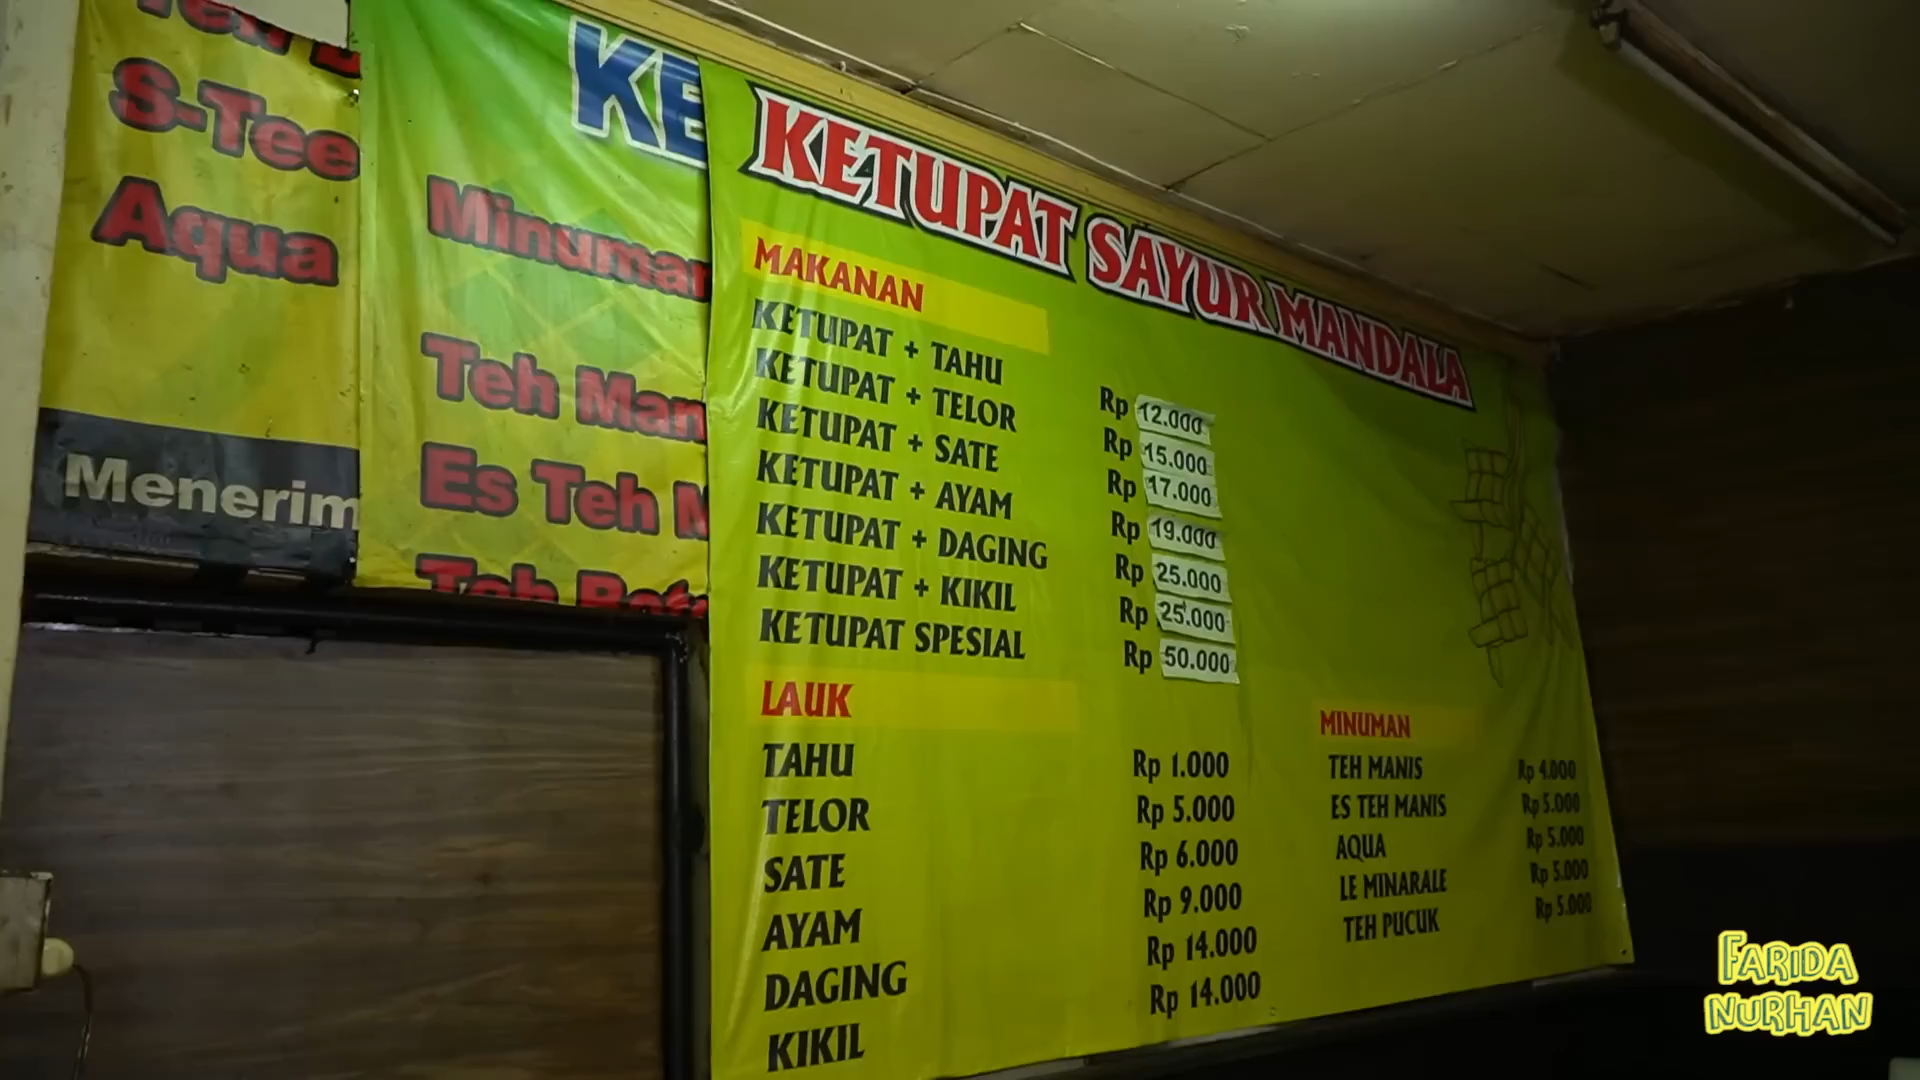 S-Tee
Aqua
Menerim
KE
Minuman
Teh Man
Es Teh M
KETUPAT SAYUR MANDALA
MAKANAN
KETUPAT + TAHU Rp 12.000
KETUPAT + TELOR Rp 15.000
KETUPAT + SATE Rp 17.000
KETUPAT + AYAM Rp 19.000
KETUPAT + DAGING Rp 25.000
KETUPAT + KIKIL Rp 25.000
KETUPAT SPESIAL Rp 50.000
LAUK
TAHU Rp 1.000
TELOR Rp 5.000
SATE Rp 6.000
AYAM Rp 9.000
DAGING Rp 14.000
KIKIL Rp 14.000
MINUMAN
TEH MANIS Rp 4.000
ES TEH MANIS Rp 5.000
AQUA Rp 5.000
LE MINARALE Rp 5.000
TEH PUCUK Rp 5.000
FARIDA
NURHAN